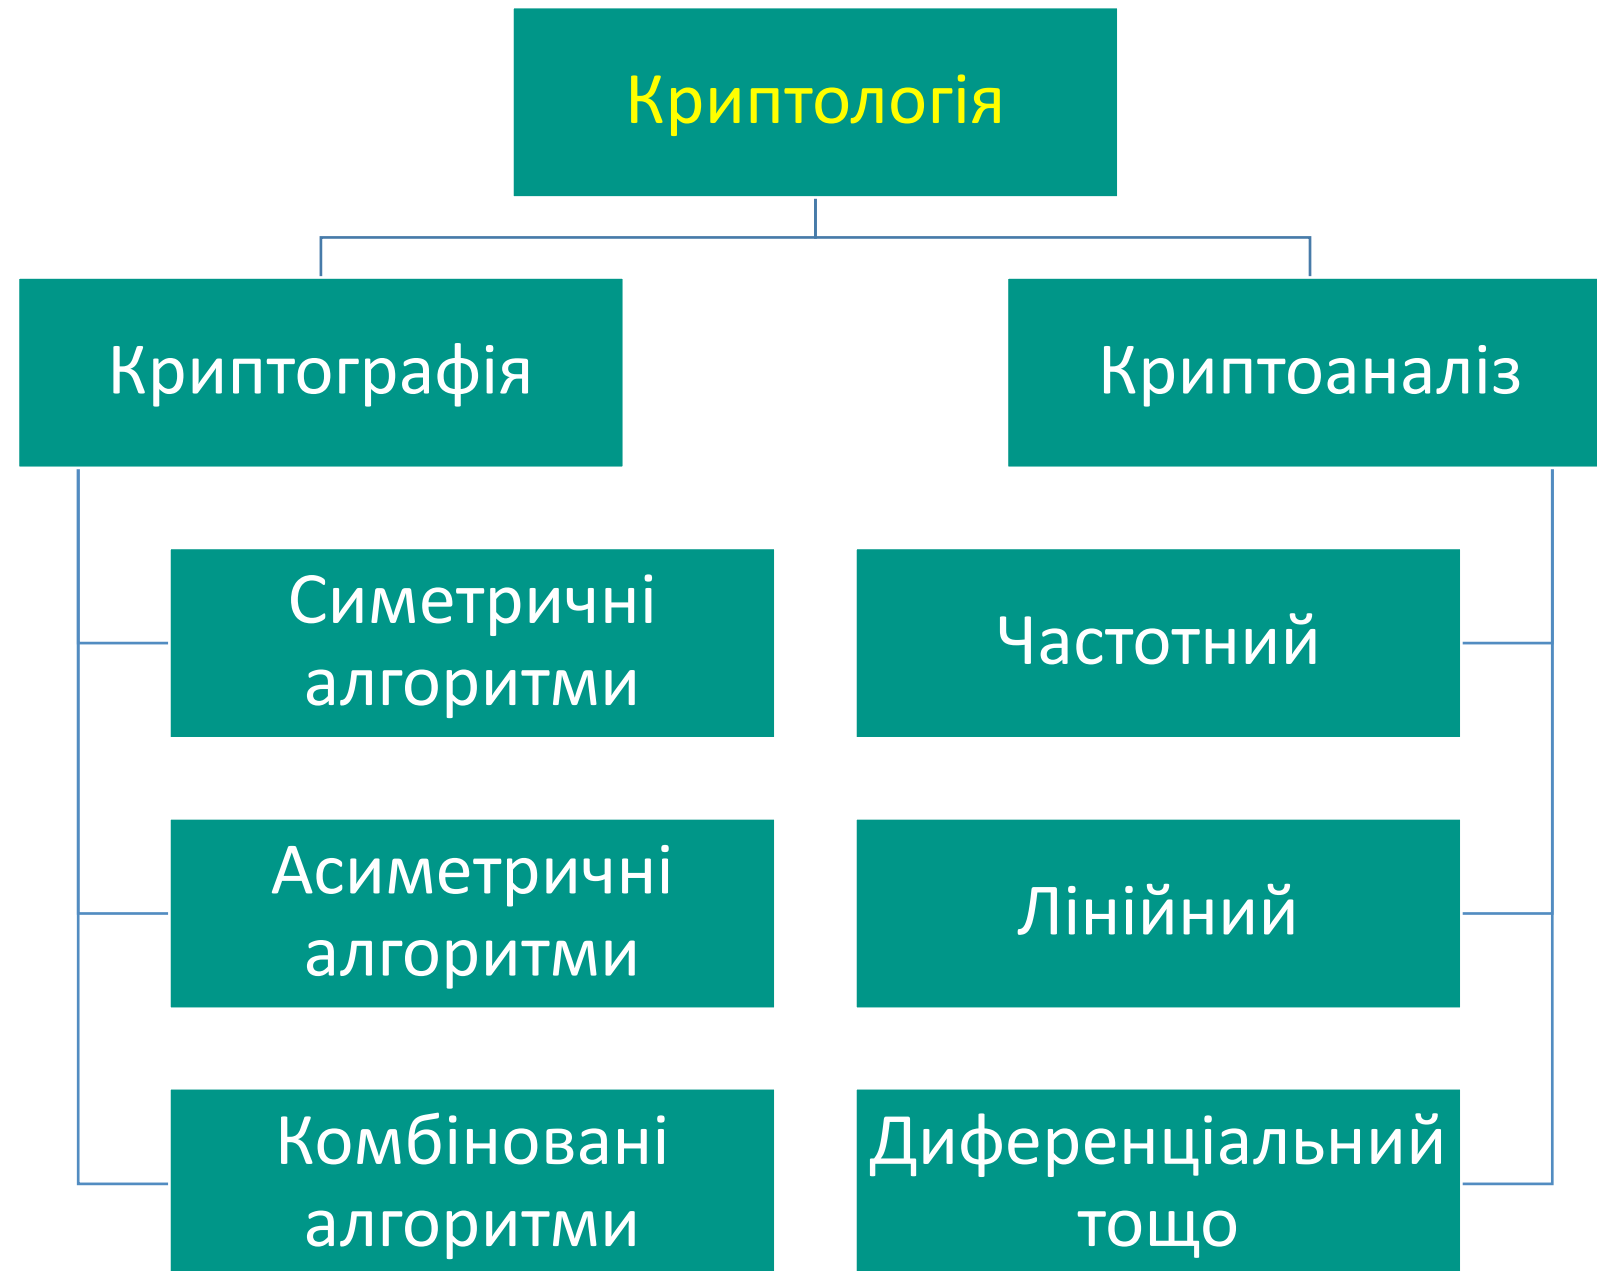 Криптологія
Криптографія
Криптоаналіз
Симетричні
алгоритми
Частотний
Асиметричні
алгоритми
Лінійний
Комбіновані
алгоритми
Диференціальний
тощо